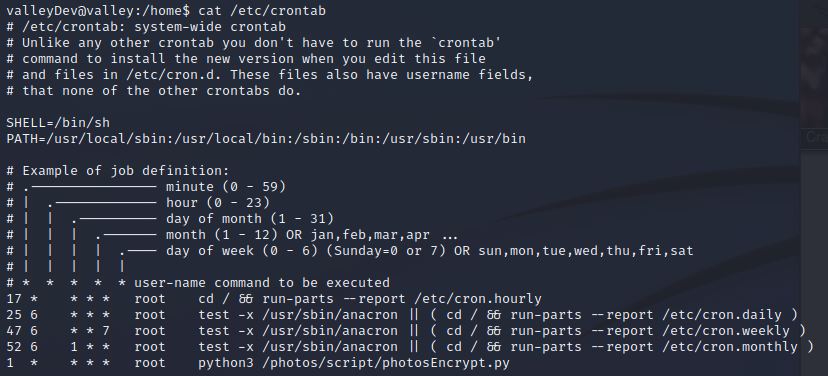 valleyDev@valley:/home$ cat /etc/crontab
# /etc/crontab: system-wide crontab
# Unlike any other crontab you don't have to run the `crontab'
# command to install the new version when you edit this file
# and files in /etc/cron.d. These files also have username fields,
# that none of the other crontabs do.

SHELL=/bin/sh
PATH=/usr/local/sbin:/usr/local/bin:/sbin:/bin:/usr/sbin:/usr/bin

# Example of job definition:
# .---------------- minute (0 - 59)
# |  .------------- hour (0 - 23)
# |  |  .---------- day of month (1 - 31)
# |  |  |  .------- month (1 - 12) OR jan,feb,mar,apr ...
# |  |  |  |  .---- day of week (0 - 6) (Sunday=0 or 7) OR sun,mon,tue,wed,thu,fri,sat
# |  |  |  |  |
# *  *  *  *  * user-name command to be executed
17 *    * * *   root    cd / && run-parts --report /etc/cron.hourly
25 6    * * *   root    test -x /usr/sbin/anacron || ( cd / && run-parts --report /etc/cron.daily )
47 6    * * 7   root    test -x /usr/sbin/anacron || ( cd / && run-parts --report /etc/cron.weekly )
52 6    1 * *   root    test -x /usr/sbin/anacron || ( cd / && run-parts --report /etc/cron.monthly )
1  *    * * *   root    python3 /photos/script/photosEncrypt.py